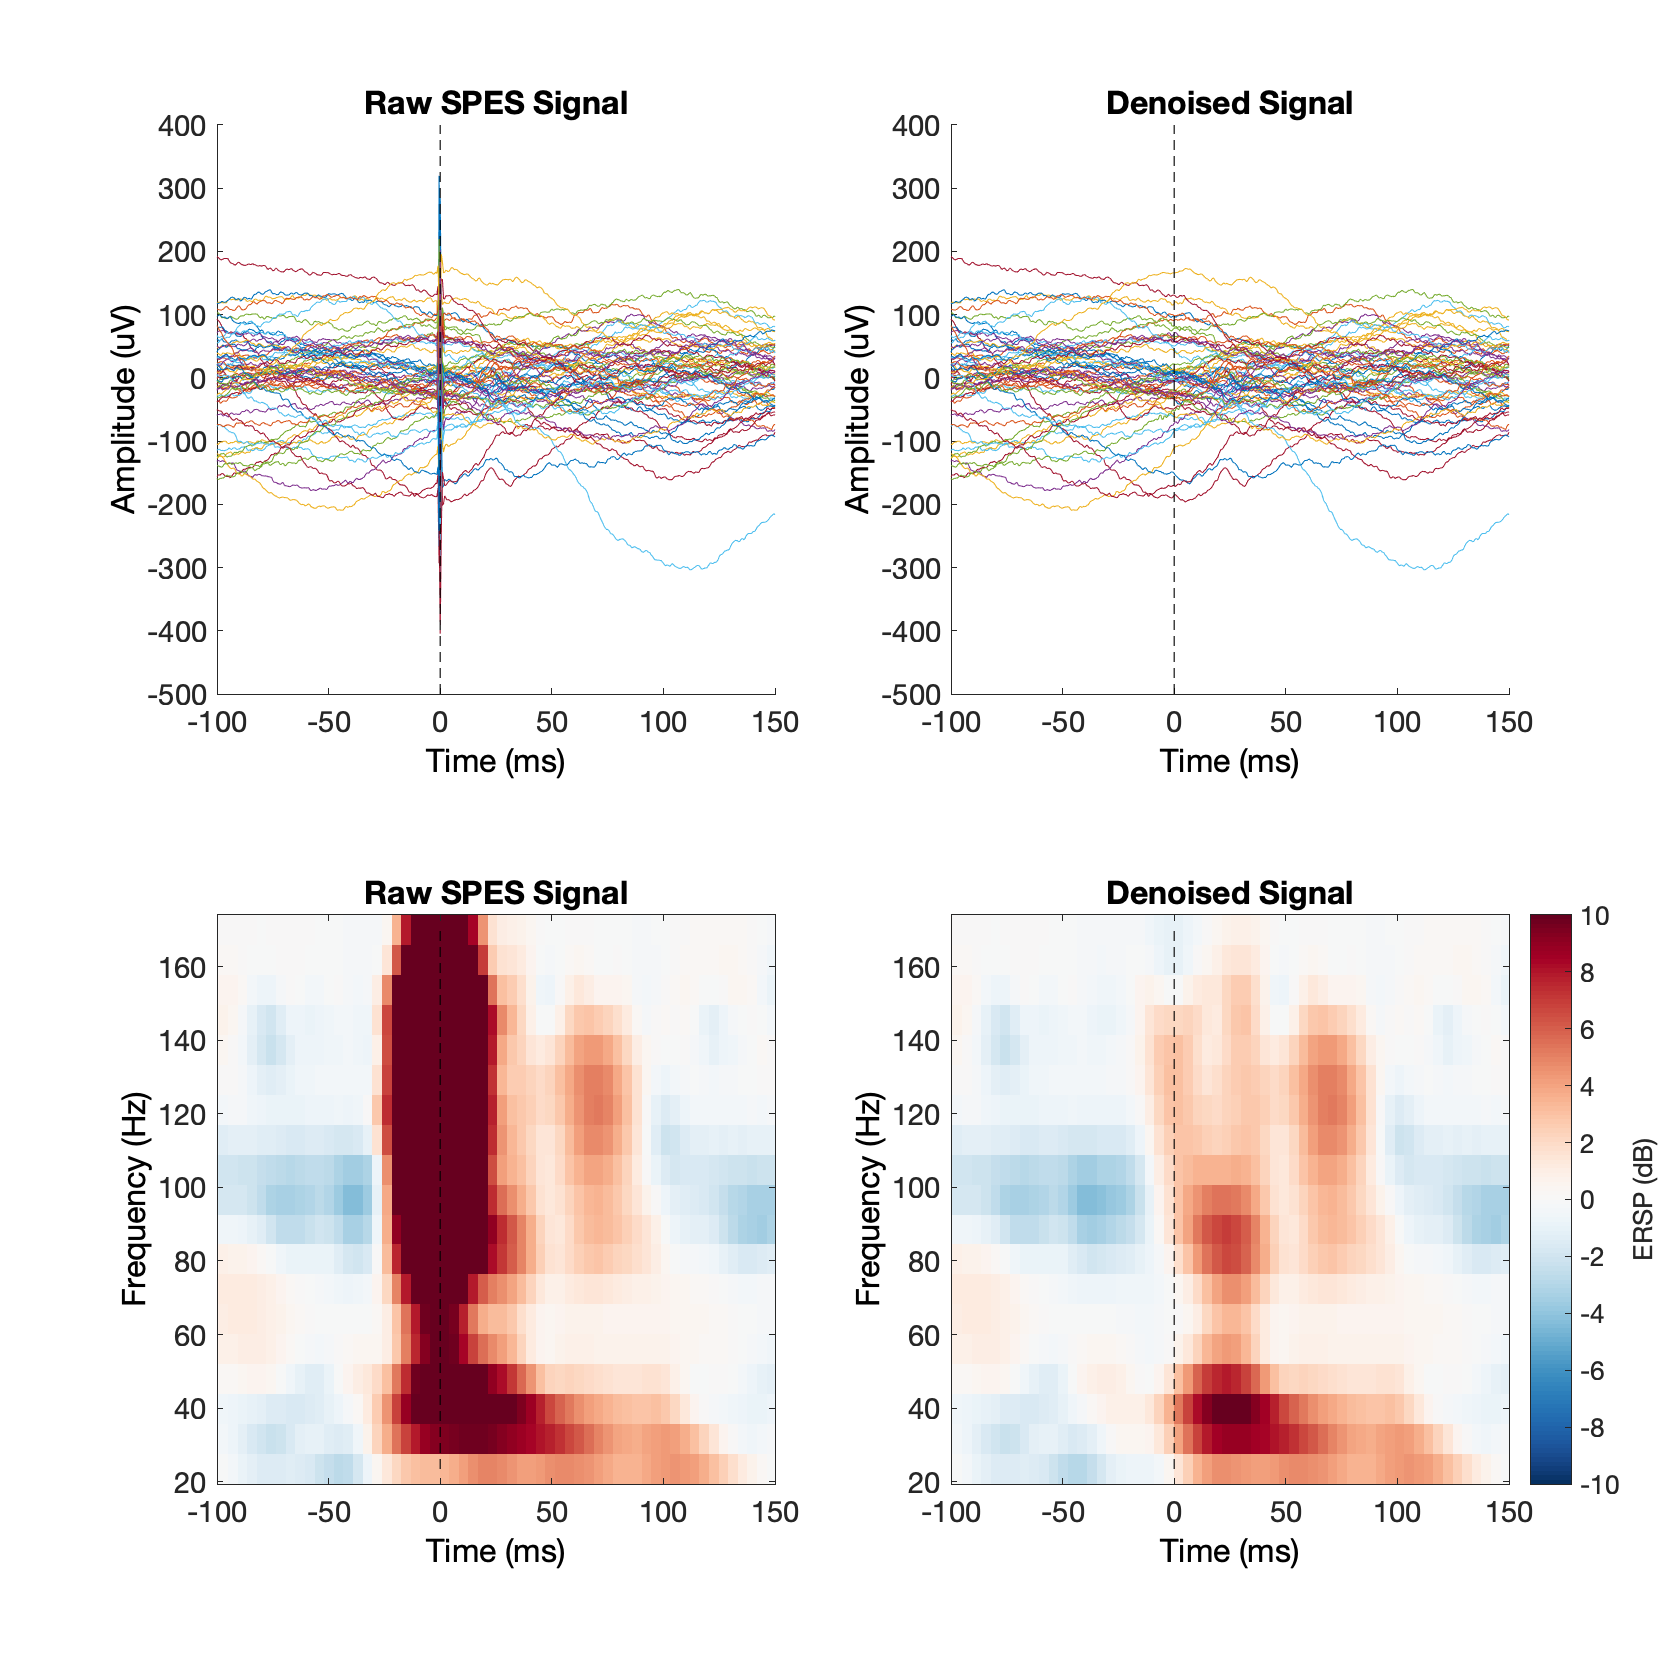 Raw SPES Signal
400
300
200
100
0
-100
-200
-300
-400
-500
Amplitude (uV)
-100 -50 0 50 100 150
Time (ms)
Denoised Signal
400
300
200
100
0
-100
-200
-300
-400
-500
Amplitude (uV)
-100 -50 0 50 100 150
Time (ms)
Raw SPES Signal
160
140
120
100
80
60
40
20
Frequency (Hz)
-100 -50 0 50 100 150
Time (ms)
Denoised Signal
160
140
120
100
80
60
40
20
Frequency (Hz)
-100 -50 0 50 100 150
Time (ms)
10
8
6
4
2
0
-2
-4
-6
-8
-10
ERSP (dB)